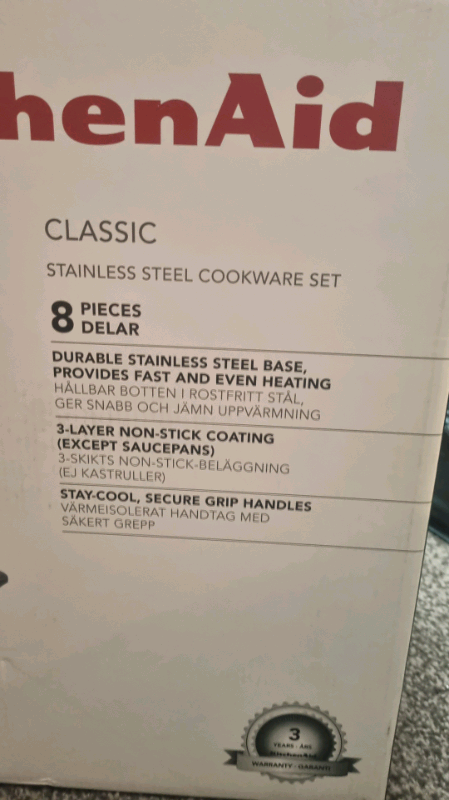 henAid
CLASSIC
STAINLESS STEEL COOKWARE SET
8 PIECES
DELAR
DURABLE STAINLESS STEEL BASE,
PROVIDES FAST AND EVEN HEATING
HÅLLBAR BOTTEN I ROSTFRITT STÅL,
GER SNABB OCH JÄMN UPPVÄRMNING
3-LAYER NON-STICK COATING
(EXCEPT SAUCEPANS)
3-SKIKTS NON-STICK-BELÄGGNING
(EJ KASTRULLER)
STAY-COOL, SECURE GRIP HANDLES
VÄRMEISOLERAT HANDTAG MED
SÄKERT GREPP
3
YEARS · ÅRS
KitchenAid
WARRANTY · GARANTI